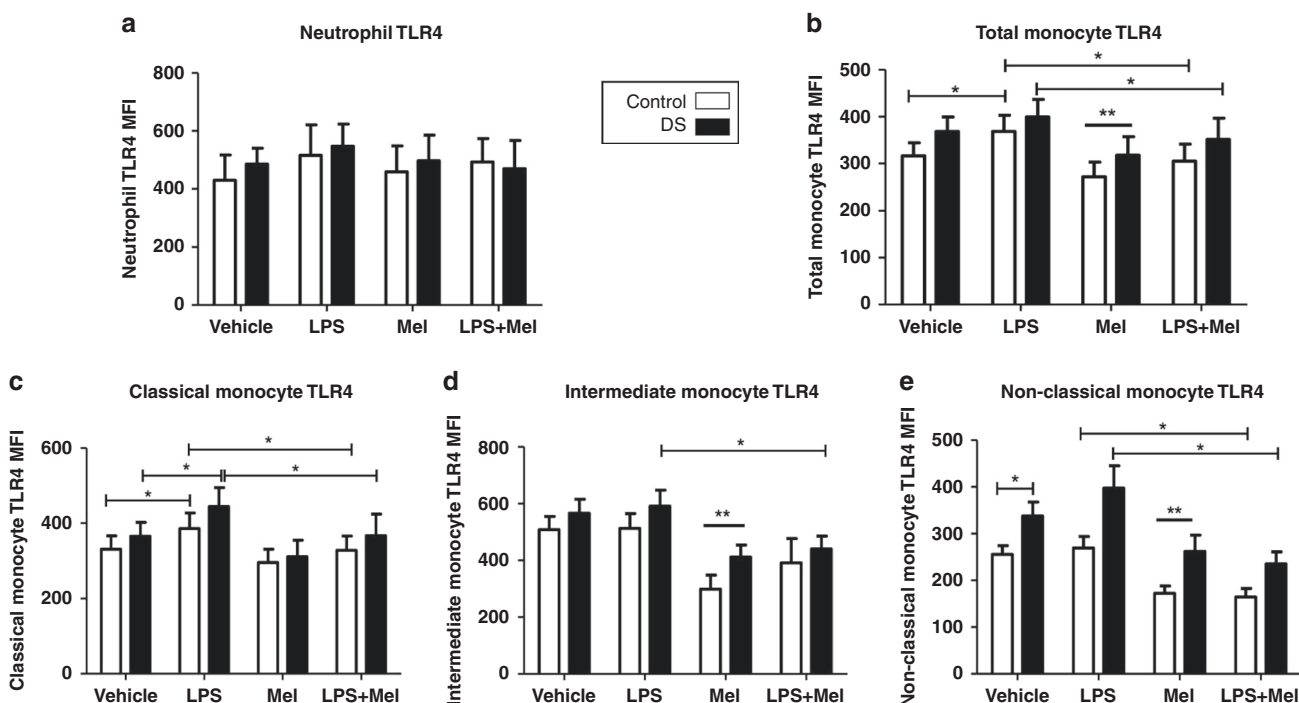 a
Neutrophil TLR4
Neutrophil TLR4 MFI
800
600
400
200
0
Vehicle LPS Mel LPS+Mel
Control
DS
b
Total monocyte TLR4
Total monocyte TLR4 MFI
500
400
300
200
100
0
*
*
*
**
Vehicle LPS Mel LPS+Mel
c
Classical monocyte TLR4
Classical monocyte TLR4 MFI
600
400
200
0
*
*
*
*
Vehicle LPS Mel LPS+Mel
d
Intermediate monocyte TLR4
Intermediate monocyte TLR4 MFI
800
600
400
200
0
*
**
Vehicle LPS Mel LPS+Mel
e
Non-classical monocyte TLR4
Non-classical monocyte TLR4 MFI
500
400
300
200
100
0
*
*
*
**
Vehicle LPS Mel LPS+Mel